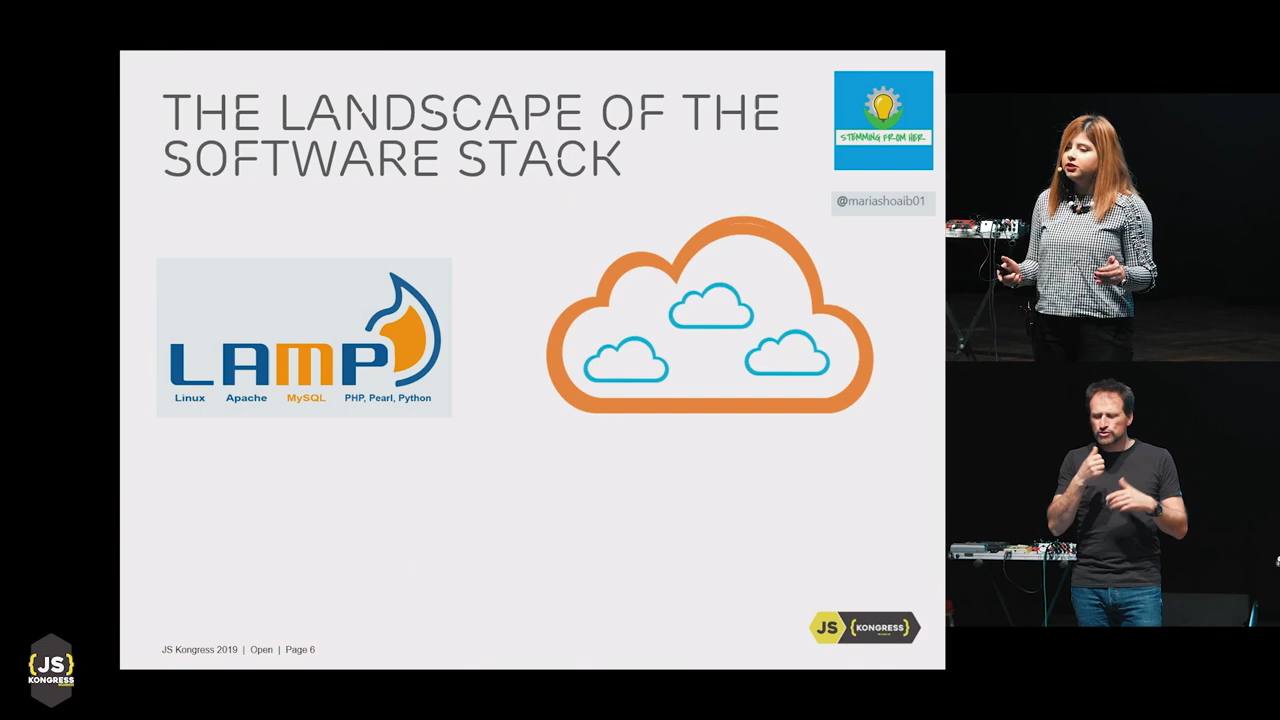 THE LANDSCAPE OF THE
SOFTWARE STACK
STEMMING FROM HER
@mariashoaib01
LAMP
Linux Apache MySQL PHP, Pearl, Python
JS {KONGRESS}
JS Kongress 2019 | Open | Page 6
{JS}
KONGRESS